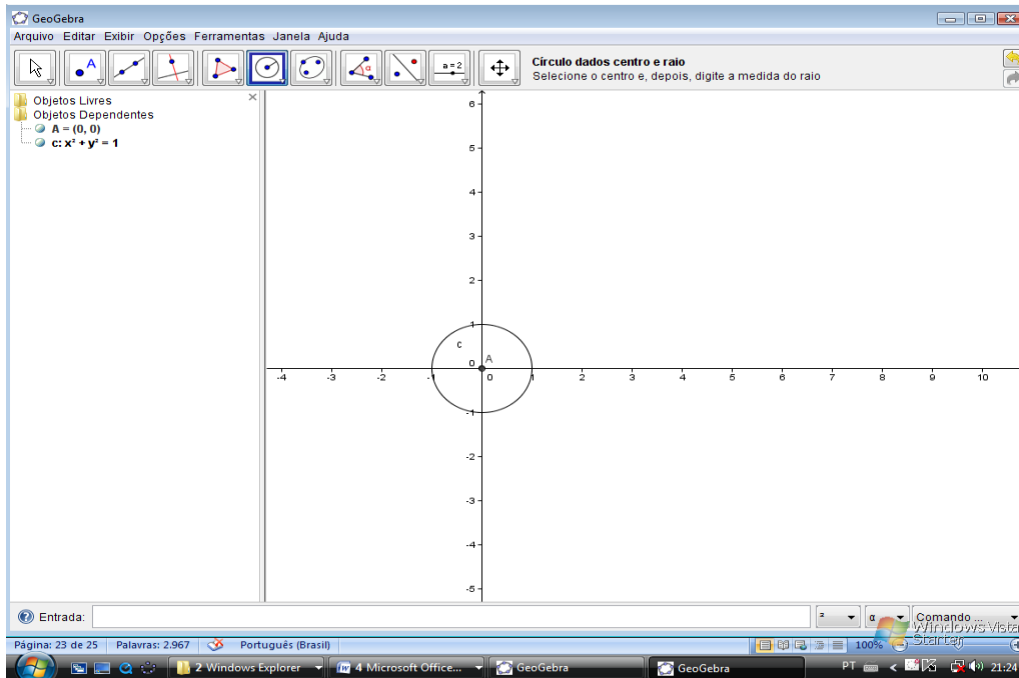 GeoGebra
Arquivo Editar Exibir Opções Ferramentas Janela Ajuda
A
α
a = 2
Círculo dados centro e raio
Selecione o centro e, depois, digite a medida do raio
Objetos Livres
Objetos Dependentes
A = (0, 0)
c: x² + y² = 1
6
5
4
3
2
1
c
0
A
-4 -3 -2 -1 0 1 2 3 4 5 6 7 8 9 10
-1
-2
-3
-4
-5
Entrada:
² α Comando ...
Windows Vista
Starter
Página: 23 de 25 Palavras: 2.967 Português (Brasil) 100%
2 Windows Explorer 4 Microsoft Office... GeoGebra GeoGebra PT 21:24